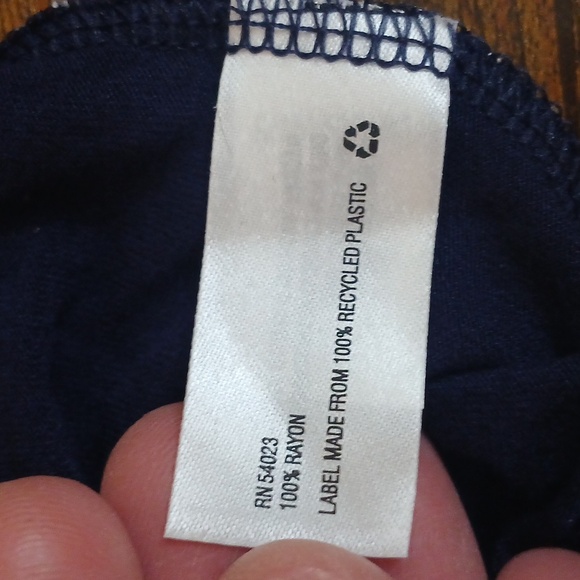 RN 54023
100% RAYON
LABEL MADE FROM 100% RECYCLED PLASTIC